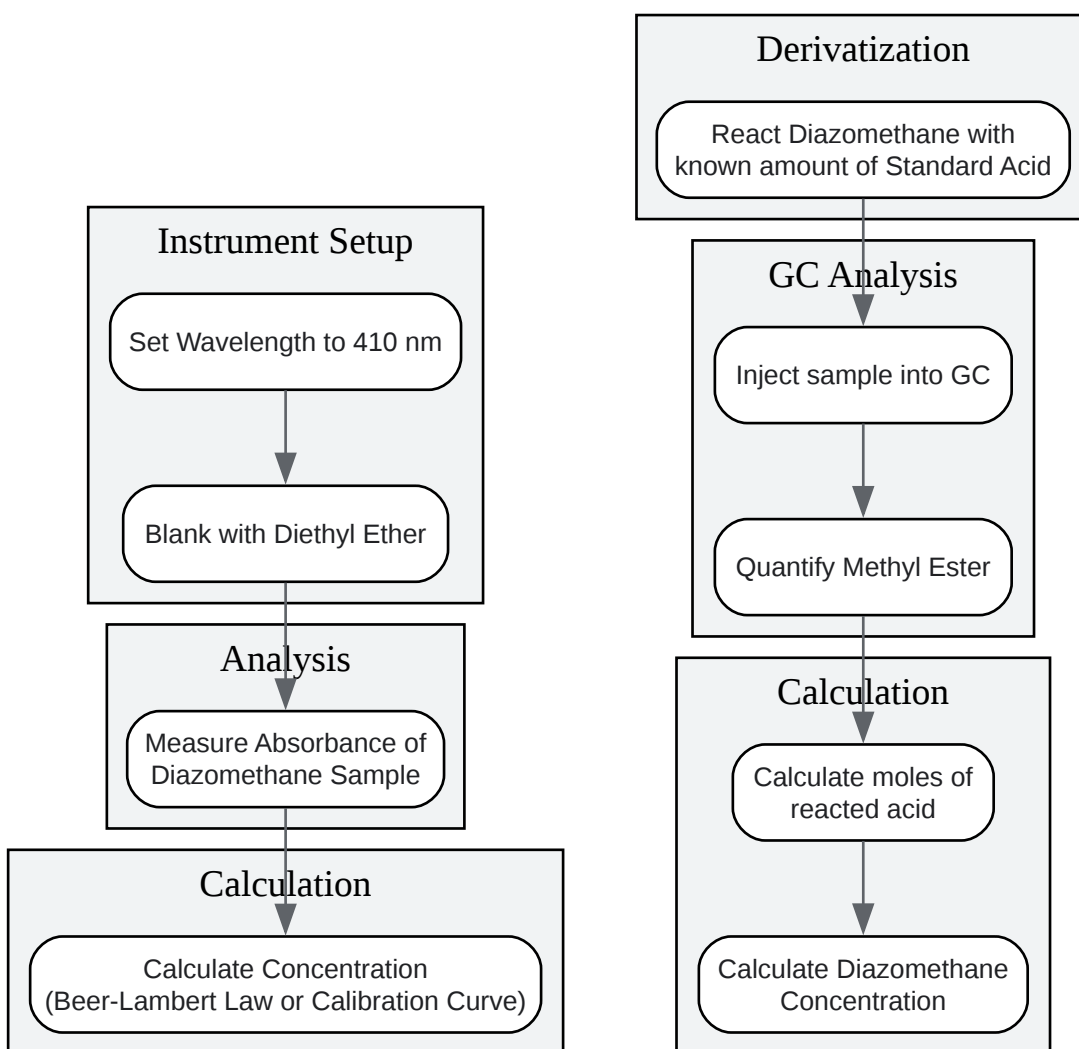 Instrument Setup
Set Wavelength to 410 nm
Blank with Diethyl Ether
Analysis
Measure Absorbance of
Diazomethane Sample
Calculation
Calculate Concentration
(Beer-Lambert Law or Calibration Curve)
Derivatization
React Diazomethane with
known amount of Standard Acid
GC Analysis
Inject sample into GC
Quantify Methyl Ester
Calculation
Calculate moles of
reacted acid
Calculate Diazomethane
Concentration